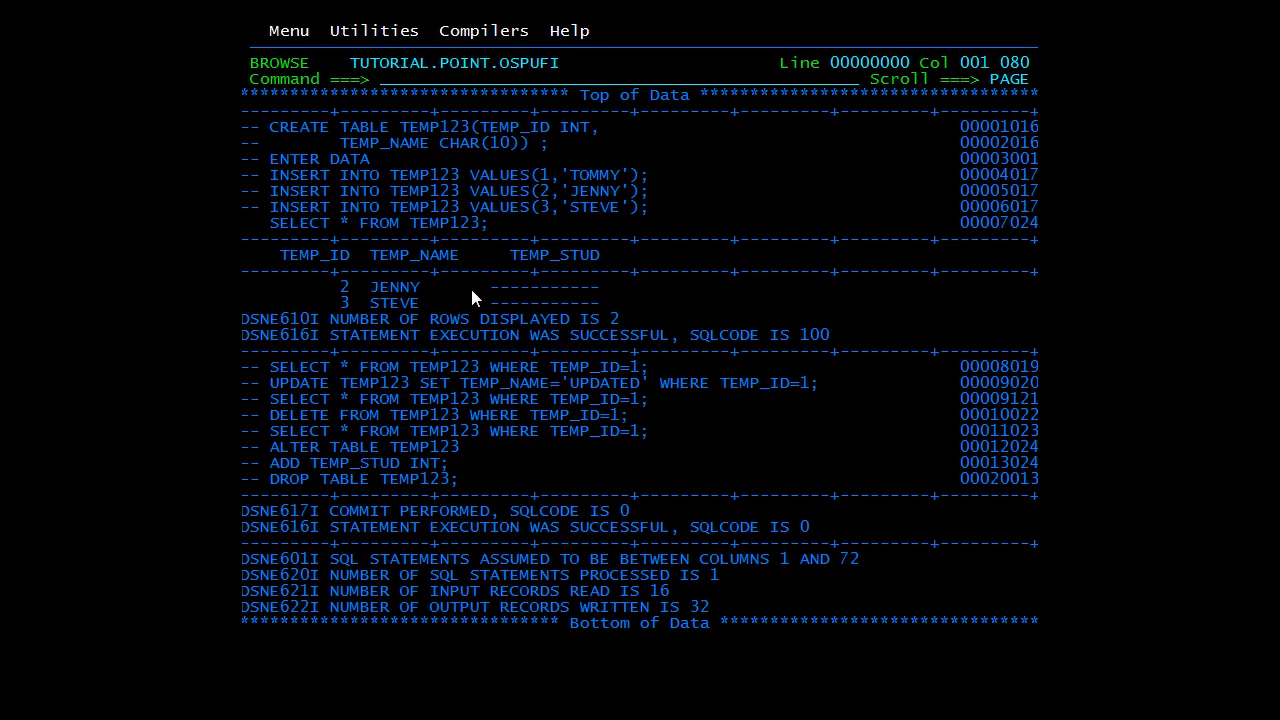 Menu  Utilities  Compilers  Help
BROWSE    TUTORIAL.POINT.OSPUFI                      Line 00000000 Col 001 080
Command ===>                                                  Scroll ===> PAGE
********************************* Top of Data **********************************
---------+---------+---------+---------+---------+---------+---------+---------+
-- CREATE TABLE TEMP123(TEMP_ID INT,                                    00001016
--        TEMP_NAME CHAR(10)) ;                                         00002016
-- ENTER DATA                                                           00003001
-- INSERT INTO TEMP123 VALUES(1,'TOMMY');                               00004017
-- INSERT INTO TEMP123 VALUES(2,'JENNY');                               00005017
-- INSERT INTO TEMP123 VALUES(3,'STEVE');                               00006017
   SELECT * FROM TEMP123;                                               00007024
---------+---------+---------+---------+---------+---------+---------+---------+
    TEMP_ID  TEMP_NAME     TEMP_STUD
---------+---------+---------+---------+---------+---------+---------+---------+
          2  JENNY       -----------
          3  STEVE       -----------
DSNE610I NUMBER OF ROWS DISPLAYED IS 2
DSNE616I STATEMENT EXECUTION WAS SUCCESSFUL, SQLCODE IS 100
---------+---------+---------+---------+---------+---------+---------+---------+
-- SELECT * FROM TEMP123 WHERE TEMP_ID=1;                               00008019
-- UPDATE TEMP123 SET TEMP_NAME='UPDATED' WHERE TEMP_ID=1;              00009020
-- SELECT * FROM TEMP123 WHERE TEMP_ID=1;                               00009121
-- DELETE FROM TEMP123 WHERE TEMP_ID=1;                                 00010022
-- SELECT * FROM TEMP123 WHERE TEMP_ID=1;                               00011023
-- ALTER TABLE TEMP123                                                  00012024
-- ADD TEMP_STUD INT;                                                   00013024
-- DROP TABLE TEMP123;                                                  00020013
---------+---------+---------+---------+---------+---------+---------+---------+
DSNE617I COMMIT PERFORMED, SQLCODE IS 0
DSNE616I STATEMENT EXECUTION WAS SUCCESSFUL, SQLCODE IS 0
---------+---------+---------+---------+---------+---------+---------+---------+
DSNE601I SQL STATEMENTS ASSUMED TO BE BETWEEN COLUMNS 1 AND 72
DSNE620I NUMBER OF SQL STATEMENTS PROCESSED IS 1
DSNE621I NUMBER OF INPUT RECORDS READ IS 16
DSNE622I NUMBER OF OUTPUT RECORDS WRITTEN IS 32
******************************** Bottom of Data ********************************